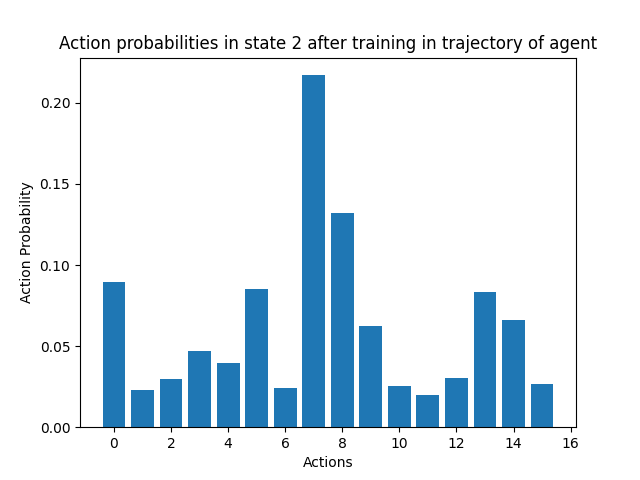 Action probabilities in state 2 after training in trajectory of agent
Action Probability
0.20
0.15
0.10
0.05
0.00
0 2 4 6 8 10 12 14 16
Actions